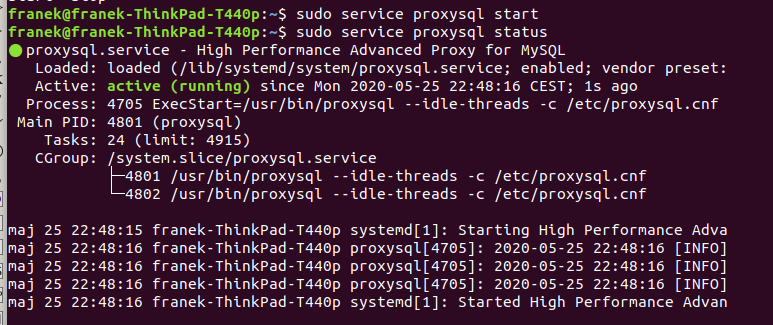 franek@franek-ThinkPad-T440p:~$ sudo service proxysql start
franek@franek-ThinkPad-T440p:~$ sudo service proxysql status
● proxysql.service - High Performance Advanced Proxy for MySQL
   Loaded: loaded (/lib/systemd/system/proxysql.service; enabled; vendor preset:
   Active: active (running) since Mon 2020-05-25 22:48:16 CEST; 1s ago
  Process: 4705 ExecStart=/usr/bin/proxysql --idle-threads -c /etc/proxysql.cnf
 Main PID: 4801 (proxysql)
    Tasks: 24 (limit: 4915)
   CGroup: /system.slice/proxysql.service
           ├─4801 /usr/bin/proxysql --idle-threads -c /etc/proxysql.cnf
           └─4802 /usr/bin/proxysql --idle-threads -c /etc/proxysql.cnf
maj 25 22:48:15 franek-ThinkPad-T440p systemd[1]: Starting High Performance Adva
maj 25 22:48:16 franek-ThinkPad-T440p proxysql[4705]: 2020-05-25 22:48:16 [INFO]
maj 25 22:48:16 franek-ThinkPad-T440p proxysql[4705]: 2020-05-25 22:48:16 [INFO]
maj 25 22:48:16 franek-ThinkPad-T440p proxysql[4705]: 2020-05-25 22:48:16 [INFO]
maj 25 22:48:16 franek-ThinkPad-T440p systemd[1]: Started High Performance Advan